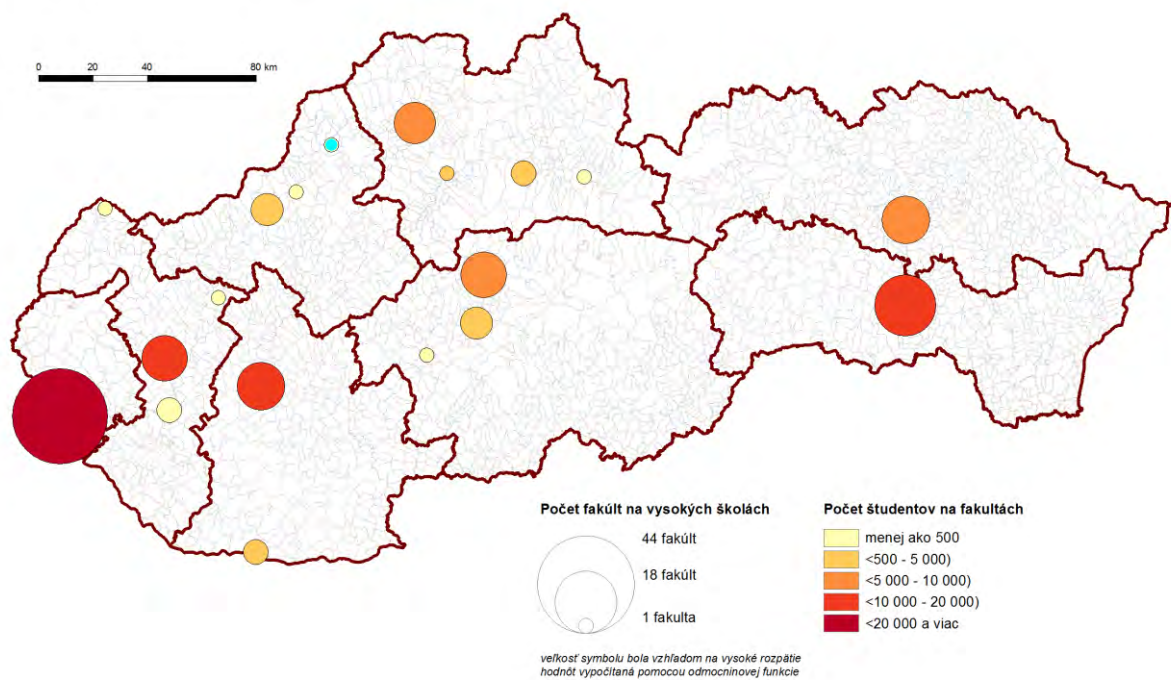 0 20 40 80 km
Počet fakúlt na vysokých školách
44 fakúlt
18 fakúlt
1 fakulta
veľkosť symbolu bola vzhľadom na vysoké rozpätie
hodnôt vypočítaná pomocou odmocninovej funkcie
Počet študentov na fakultách
menej ako 500
<500 - 5 000)
<5 000 - 10 000)
<10 000 - 20 000)
<20 000 a viac